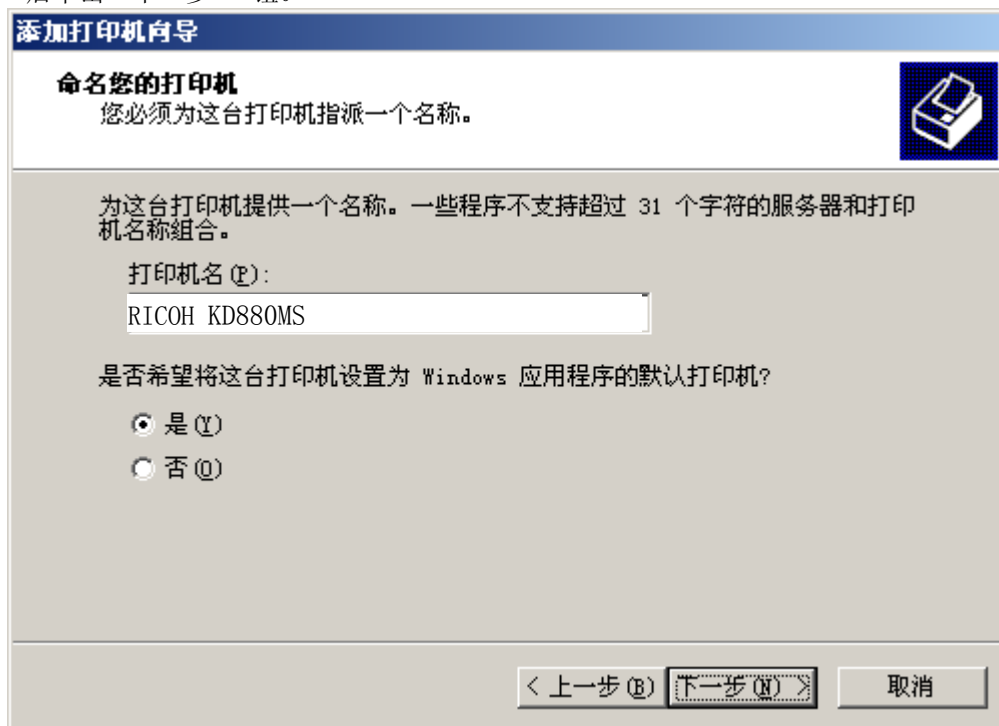 添加打印机向导
命名您的打印机
您必须为这台打印机指派一个名称。
为这台打印机提供一个名称。一些程序不支持超过 31 个字符的服务器和打印
机名称组合。
打印机名(P):
RICOH KD880MS
是否希望将这台打印机设置为 Windows 应用程序的默认打印机?
是(Y)
否(O)
< 上一步(B) 下一步(N) > 取消